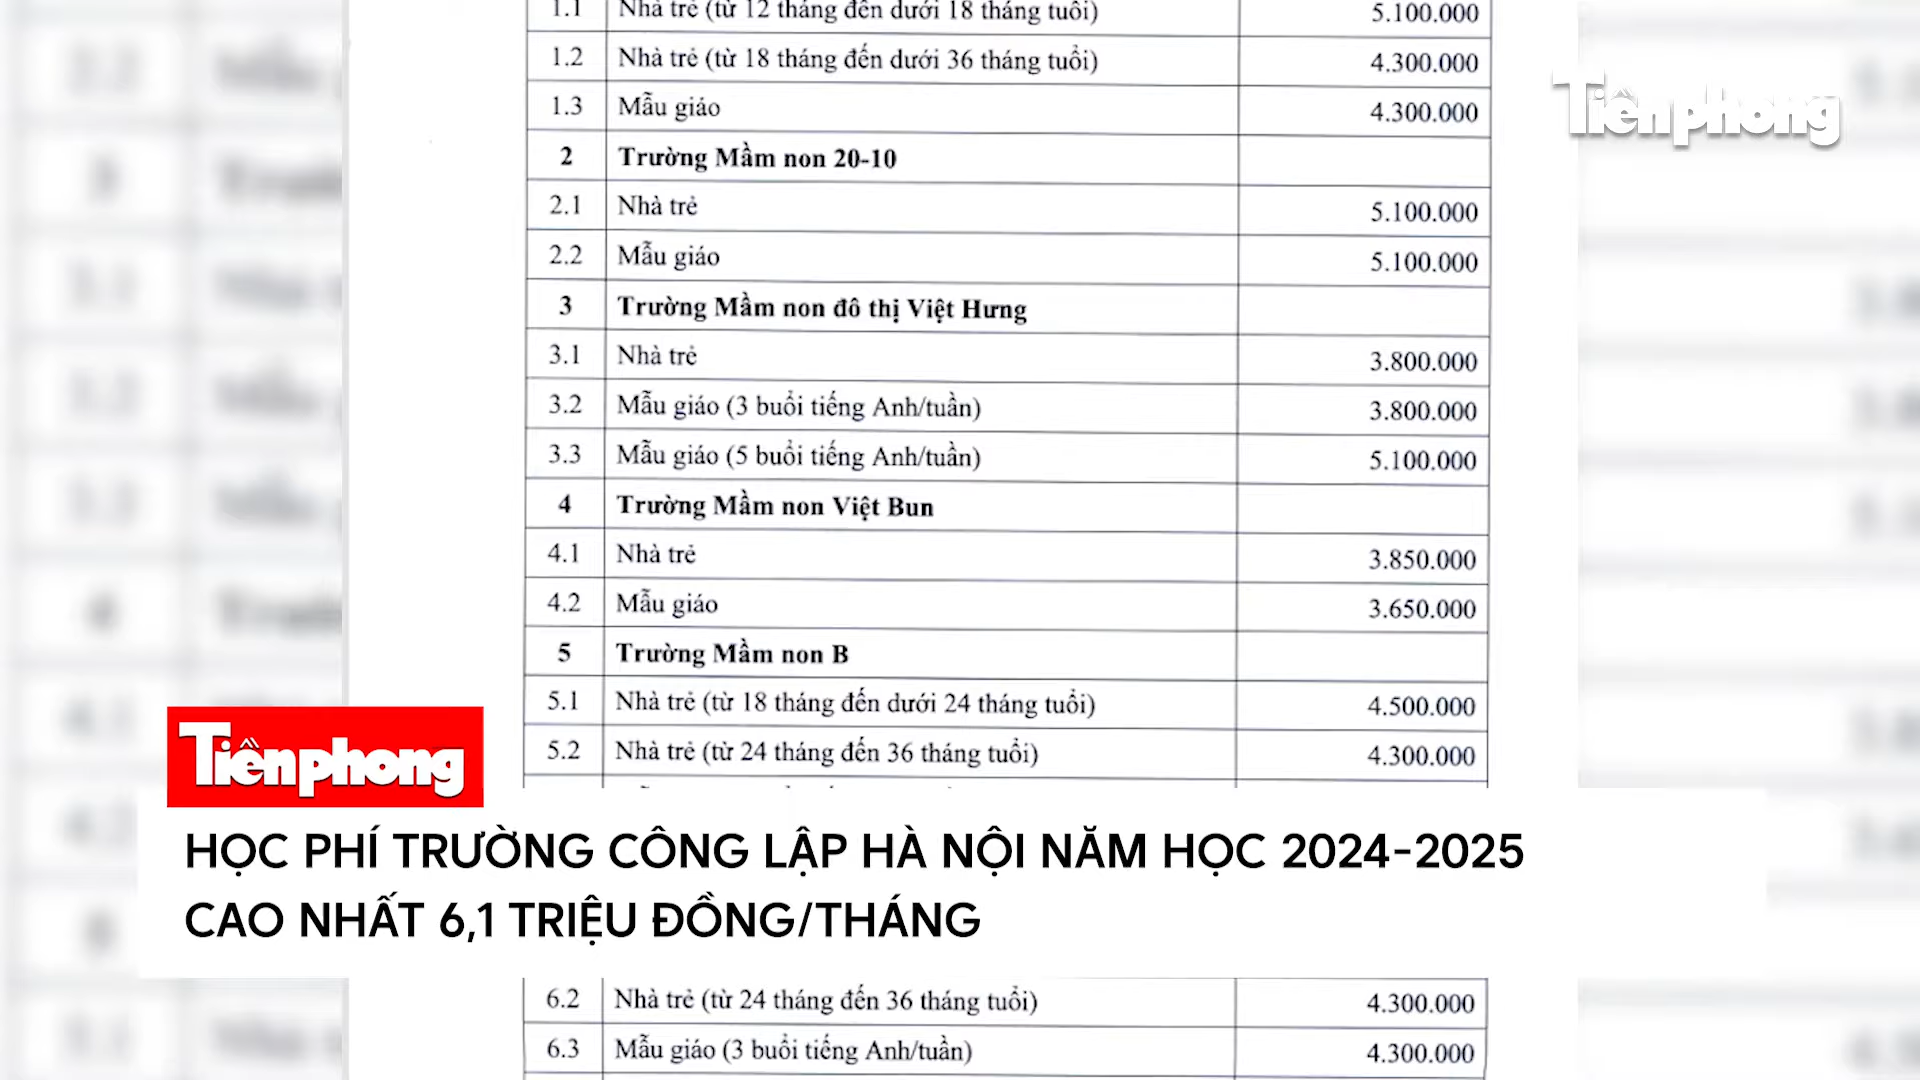 1.1 Nhà trẻ (từ 12 tháng đến dưới 18 tháng tuổi) 5.100.000
1.2 Nhà trẻ (từ 18 tháng đến dưới 36 tháng tuổi) 4.300.000
Tiềnphong
1.3 Mẫu giáo 4.300.000
2 Trường Mầm non 20-10
2.1 Nhà trẻ 5.100.000
2.2 Mẫu giáo 5.100.000
3 Trường Mầm non đô thị Việt Hưng
3.1 Nhà trẻ 3.800.000
3.2 Mẫu giáo (3 buổi tiếng Anh/tuần) 3.800.000
3.3 Mẫu giáo (5 buổi tiếng Anh/tuần) 5.100.000
4 Trường Mầm non Việt Bun
4.1 Nhà trẻ 3.850.000
4.2 Mẫu giáo 3.650.000
5 Trường Mầm non B
5.1 Nhà trẻ (từ 18 tháng đến dưới 24 tháng tuổi) 4.500.000
5.2 Nhà trẻ (từ 24 tháng đến 36 tháng tuổi) 4.300.000
Tiềnphong
HỌC PHÍ TRƯỜNG CÔNG LẬP HÀ NỘI NĂM HỌC 2024-2025
CAO NHẤT 6,1 TRIỆU ĐỒNG/THÁNG
6.2 Nhà trẻ (từ 24 tháng đến 36 tháng tuổi) 4.300.000
6.3 Mẫu giáo (3 buổi tiếng Anh/tuần) 4.300.000